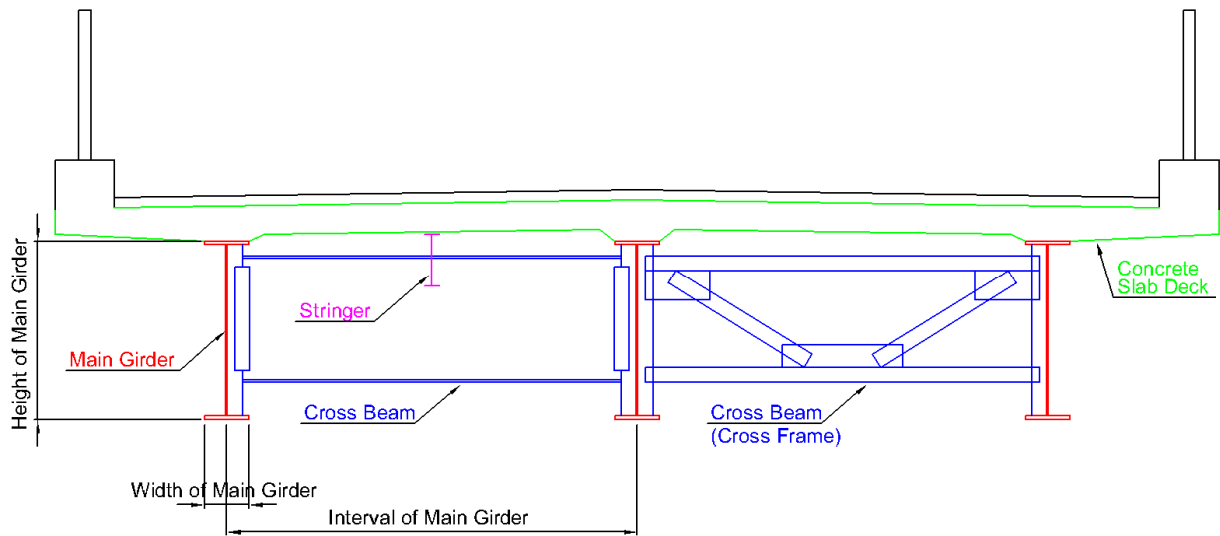 Concrete
Slab Deck
Stringer
Main Girder
Height of Main Girder
Cross Beam
Cross Beam
(Cross Frame)
Width of Main Girder
Interval of Main Girder